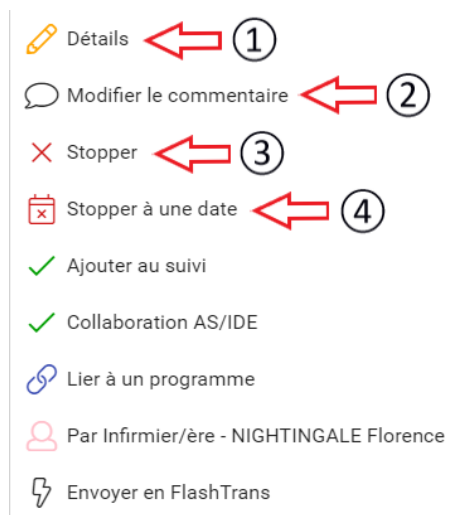 Détails ①
Modifier le commentaire ②
Stopper ③
Stopper à une date ④
Ajouter au suivi
Collaboration AS/IDE
Lier à un programme
Par Infirmier/ère - NIGHTINGALE Florence
Envoyer en FlashTrans